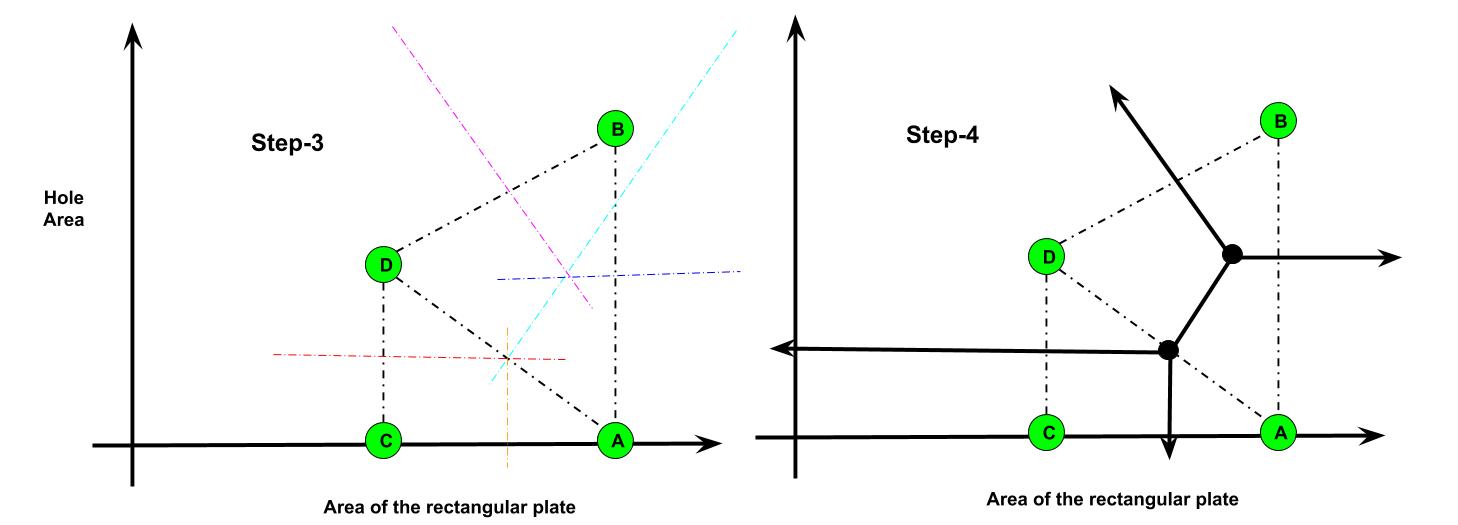 Step-3
B
Hole
Area
D
C
A
Area of the rectangular plate
Step-4
B
D
C
A
Area of the rectangular plate